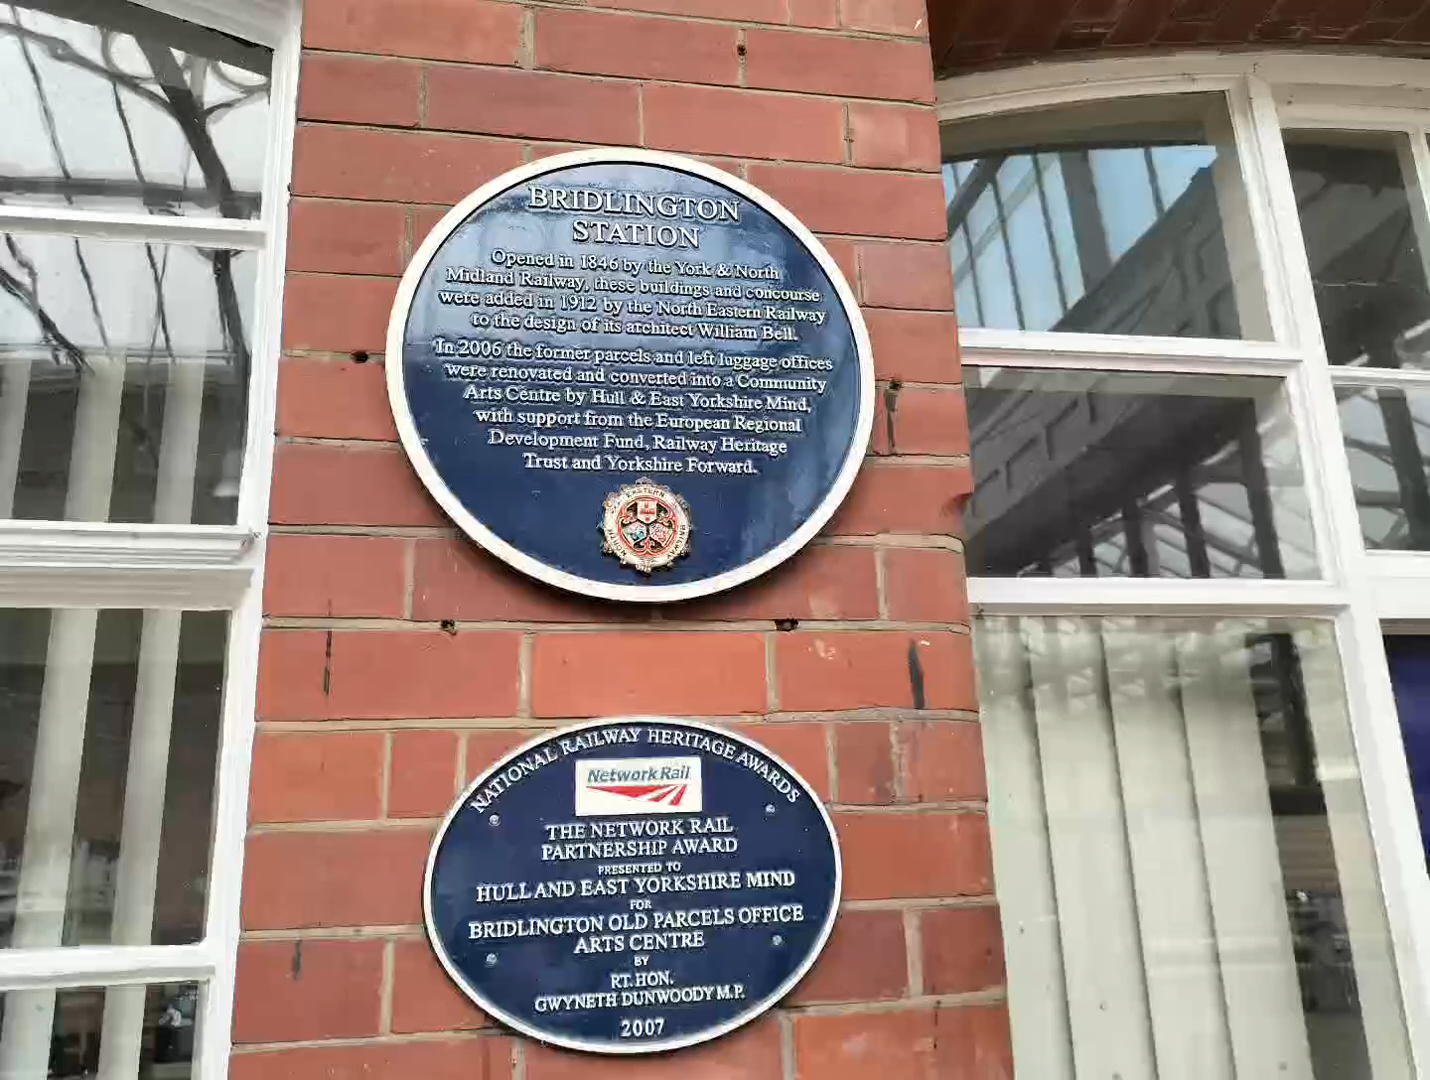 BRIDLINGTON
STATION
Opened in 1846 by the York & North
Midland Railway, these buildings and concourse
were added in 1912 by the North Eastern Railway
to the design of its architect William Bell.
In 2006 the former parcels and left luggage offices
were renovated and converted into a Community
Arts Centre by Hull & East Yorkshire Mind,
with support from the European Regional
Development Fund, Railway Heritage
Trust and Yorkshire Forward.
NORTH EASTERN RAILWAY
NATIONAL RAILWAY HERITAGE AWARDS
Network Rail
THE NETWORK RAIL
PARTNERSHIP AWARD
PRESENTED TO
HULL AND EAST YORKSHIRE MIND
FOR
BRIDLINGTON OLD PARCELS OFFICE
ARTS CENTRE
BY
RT. HON.
GWYNETH DUNWOODY M.P.
2007